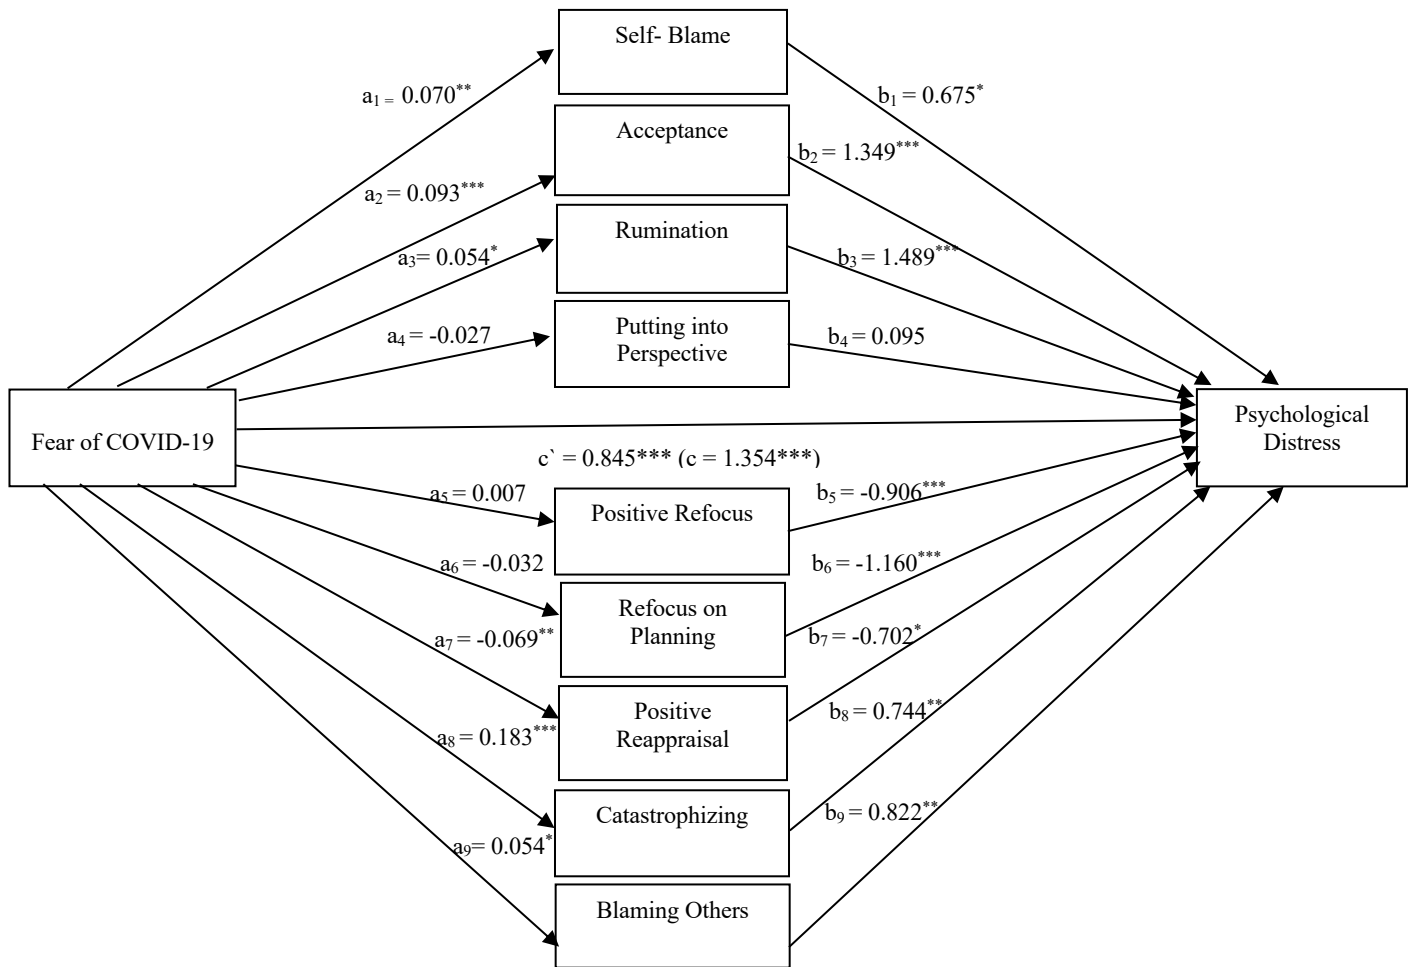 Self- Blame
a1 = 0.070**
b1 = 0.675*
Acceptance
b2 = 1.349***
a2 = 0.093***
Rumination
a3= 0.054*
b3 = 1.489***
Putting into
Perspective
a4 = -0.027
b4 = 0.095
Fear of COVID-19
Psychological
Distress
c` = 0.845*** (c = 1.354***)
a5 = 0.007
b5 = -0.906***
Positive Refocus
a6 = -0.032
b6 = -1.160***
Refocus on
Planning
a7 = -0.069**
b7 = -0.702*
Positive
Reappraisal
a8 = 0.183***
b8 = 0.744**
Catastrophizing
b9 = 0.822**
a9= 0.054*
Blaming Others